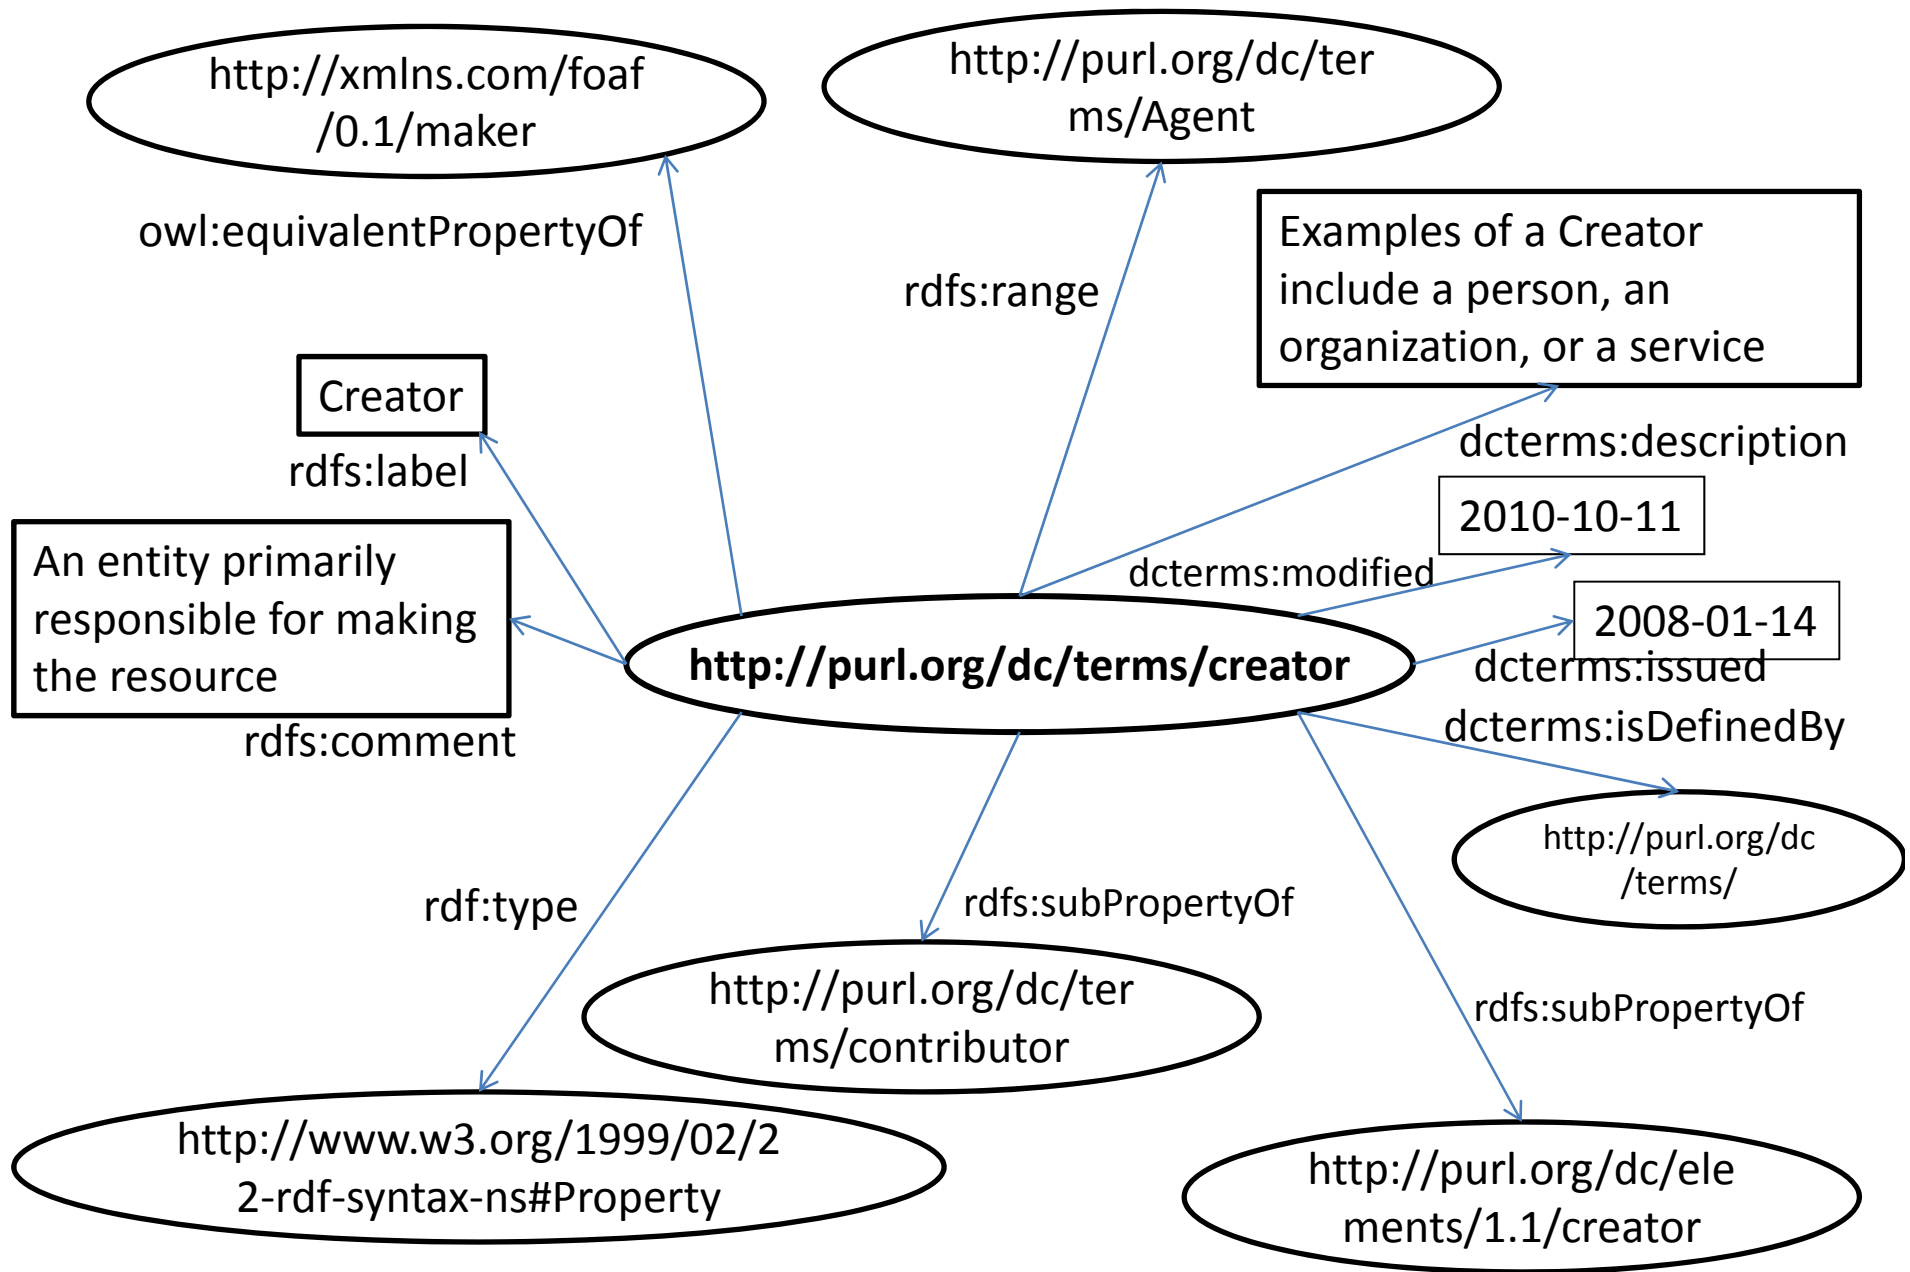 http://xmlns.com/foaf
/0.1/maker
http://purl.org/dc/ter
ms/Agent
owl:equivalentPropertyOf
rdfs:range
Examples of a Creator
include a person, an
organization, or a service
Creator
rdfs:label
dcterms:description
2010-10-11
dcterms:modified
An entity primarily
responsible for making
the resource
rdfs:comment
http://purl.org/dc/terms/creator
2008-01-14
dcterms:issued
dcterms:isDefinedBy
http://purl.org/dc
/terms/
rdf:type
rdfs:subPropertyOf
http://purl.org/dc/ter
ms/contributor
rdfs:subPropertyOf
http://www.w3.org/1999/02/2
2-rdf-syntax-ns#Property
http://purl.org/dc/ele
ments/1.1/creator